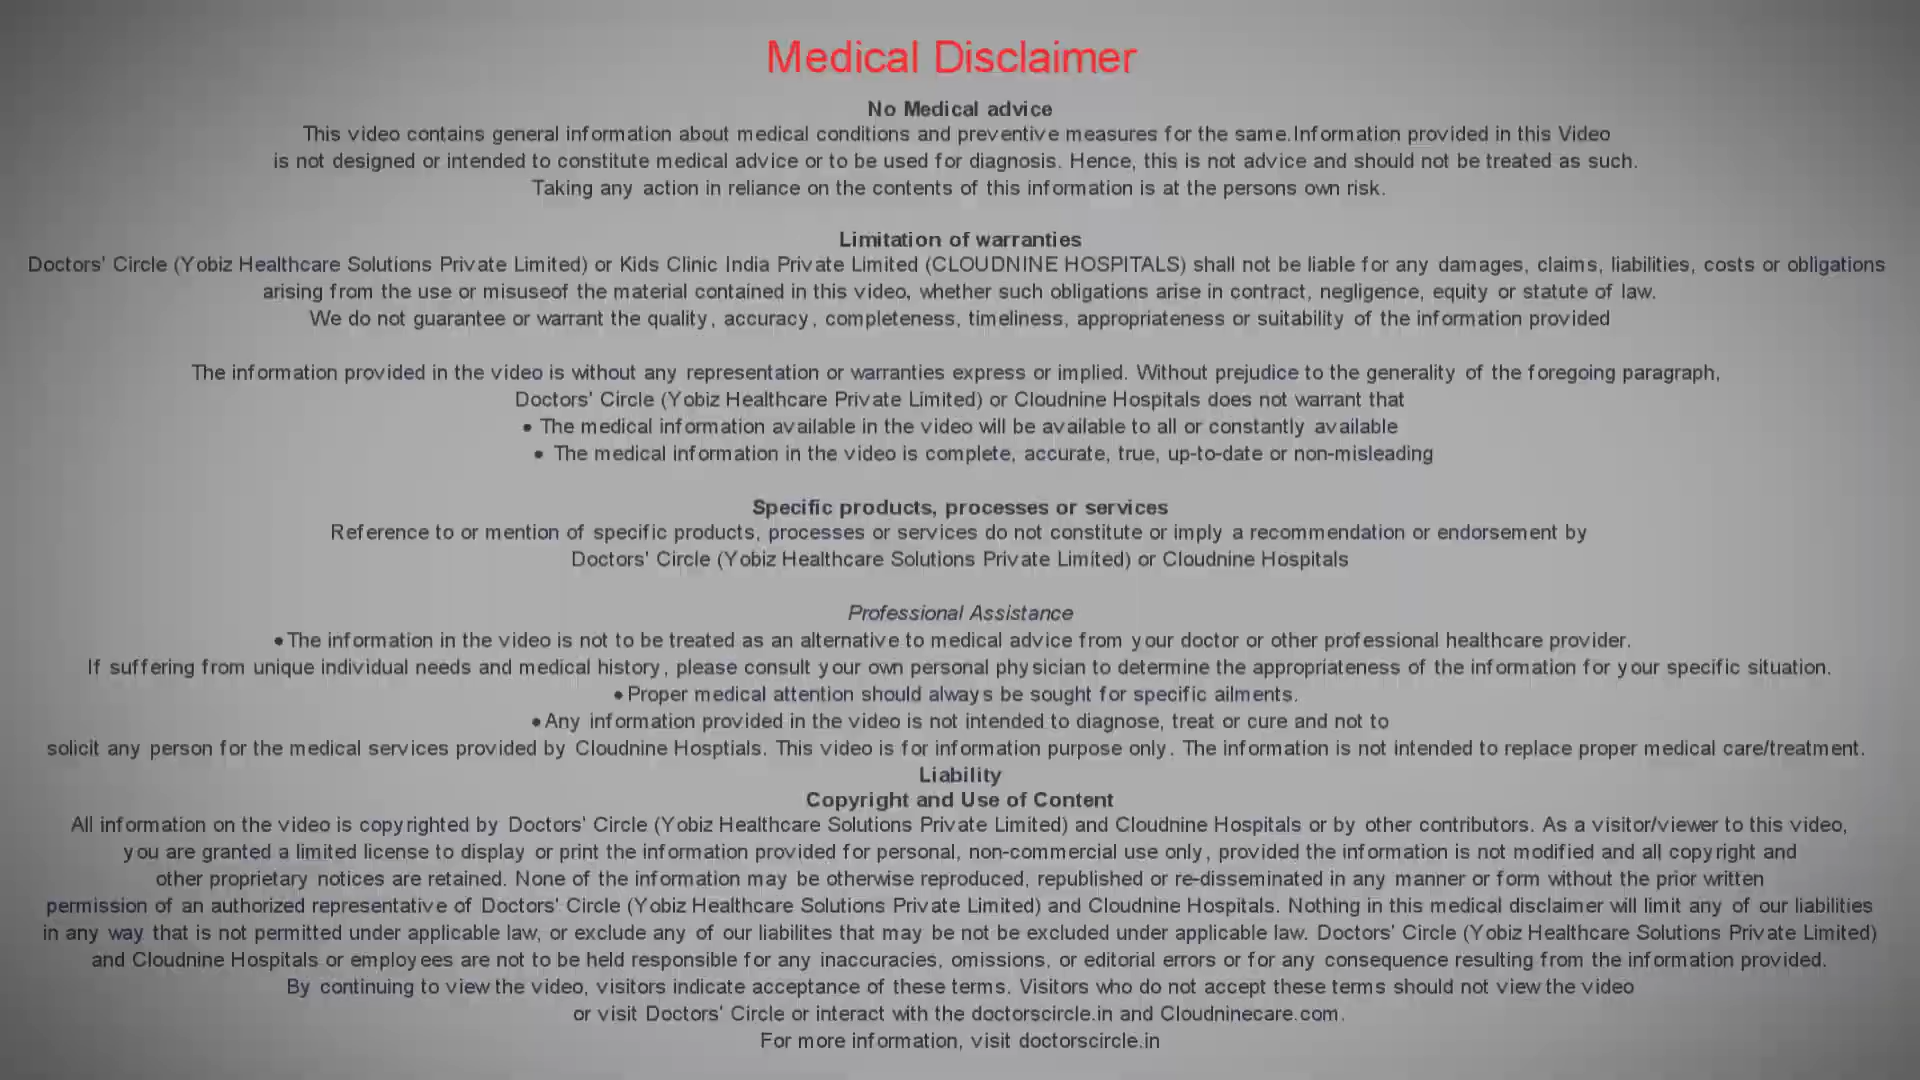 Medical Disclaimer
No Medical advice
This video contains general information about medical conditions and preventive measures for the same.Information provided in this Video
is not designed or intended to constitute medical advice or to be used for diagnosis. Hence, this is not advice and should not be treated as such.
Taking any action in reliance on the contents of this information is at the persons own risk.
Limitation of warranties
Doctors' Circle (Yobiz Healthcare Solutions Private Limited) or Kids Clinic India Private Limited (CLOUDNINE HOSPITALS) shall not be liable for any damages, claims, liabilities, costs or obligations
arising from the use or misuseof the material contained in this video, whether such obligations arise in contract, negligence, equity or statute of law.
We do not guarantee or warrant the quality, accuracy, completeness, timeliness, appropriateness or suitability of the information provided
The information provided in the video is without any representation or warranties express or implied. Without prejudice to the generality of the foregoing paragraph,
Doctors' Circle (Yobiz Healthcare Private Limited) or Cloudnine Hospitals does not warrant that
• The medical information available in the video will be available to all or constantly available
• The medical information in the video is complete, accurate, true, up-to-date or non-misleading
Specific products, processes or services
Reference to or mention of specific products, processes or services do not constitute or imply a recommendation or endorsement by
Doctors' Circle (Yobiz Healthcare Solutions Private Limited) or Cloudnine Hospitals
Professional Assistance
•The information in the video is not to be treated as an alternative to medical advice from your doctor or other professional healthcare provider.
If suffering from unique individual needs and medical history, please consult your own personal physician to determine the appropriateness of the information for your specific situation.
•Proper medical attention should always be sought for specific ailments.
•Any information provided in the video is not intended to diagnose, treat or cure and not to
solicit any person for the medical services provided by Cloudnine Hosptials. This video is for information purpose only. The information is not intended to replace proper medical care/treatment.
Liability
Copyright and Use of Content
All information on the video is copyrighted by Doctors' Circle (Yobiz Healthcare Solutions Private Limited) and Cloudnine Hospitals or by other contributors. As a visitor/viewer to this video,
you are granted a limited license to display or print the information provided for personal, non-commercial use only, provided the information is not modified and all copyright and
other proprietary notices are retained. None of the information may be otherwise reproduced, republished or re-disseminated in any manner or form without the prior written
permission of an authorized representative of Doctors' Circle (Yobiz Healthcare Solutions Private Limited) and Cloudnine Hospitals. Nothing in this medical disclaimer will limit any of our liabilities
in any way that is not permitted under applicable law, or exclude any of our liabilites that may be not be excluded under applicable law. Doctors' Circle (Yobiz Healthcare Solutions Private Limited)
and Cloudnine Hospitals or employees are not to be held responsible for any inaccuracies, omissions, or editorial errors or for any consequence resulting from the information provided.
By continuing to view the video, visitors indicate acceptance of these terms. Visitors who do not accept these terms should not view the video
or visit Doctors' Circle or interact with the doctorscircle.in and Cloudninecare.com.
For more information, visit doctorscircle.in